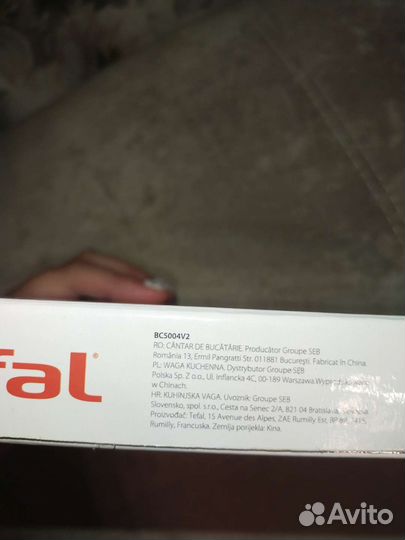 BC5004V2
RO: CÂNTAR DE BUCĂTĂRIE. Producător Groupe SEB
România 13, Ermil Pangratti Str. 011881 Bucureşti. Fabricat în China.
PL: WAGA KUCHENNA. Dystrybutor Groupe SEB
Polska Sp. Z o.o., Ul. Inflancka 4C, 00-189 Warszawa.Wyprodukowano
w Chinach.
HR: KUHINJSKA VAGA. Uvoznik: Groupe SEB
Slovensko, spol. s r.o., Cesta na Senec 2/A, 821 04 Bratislava,
Proizvođač: Tefal, 15 Avenue des Alpes, ZAE Rumilly Est, BP
Rumilly, Francuska. Zemlja porijekla: Kina.
fal®
Avito